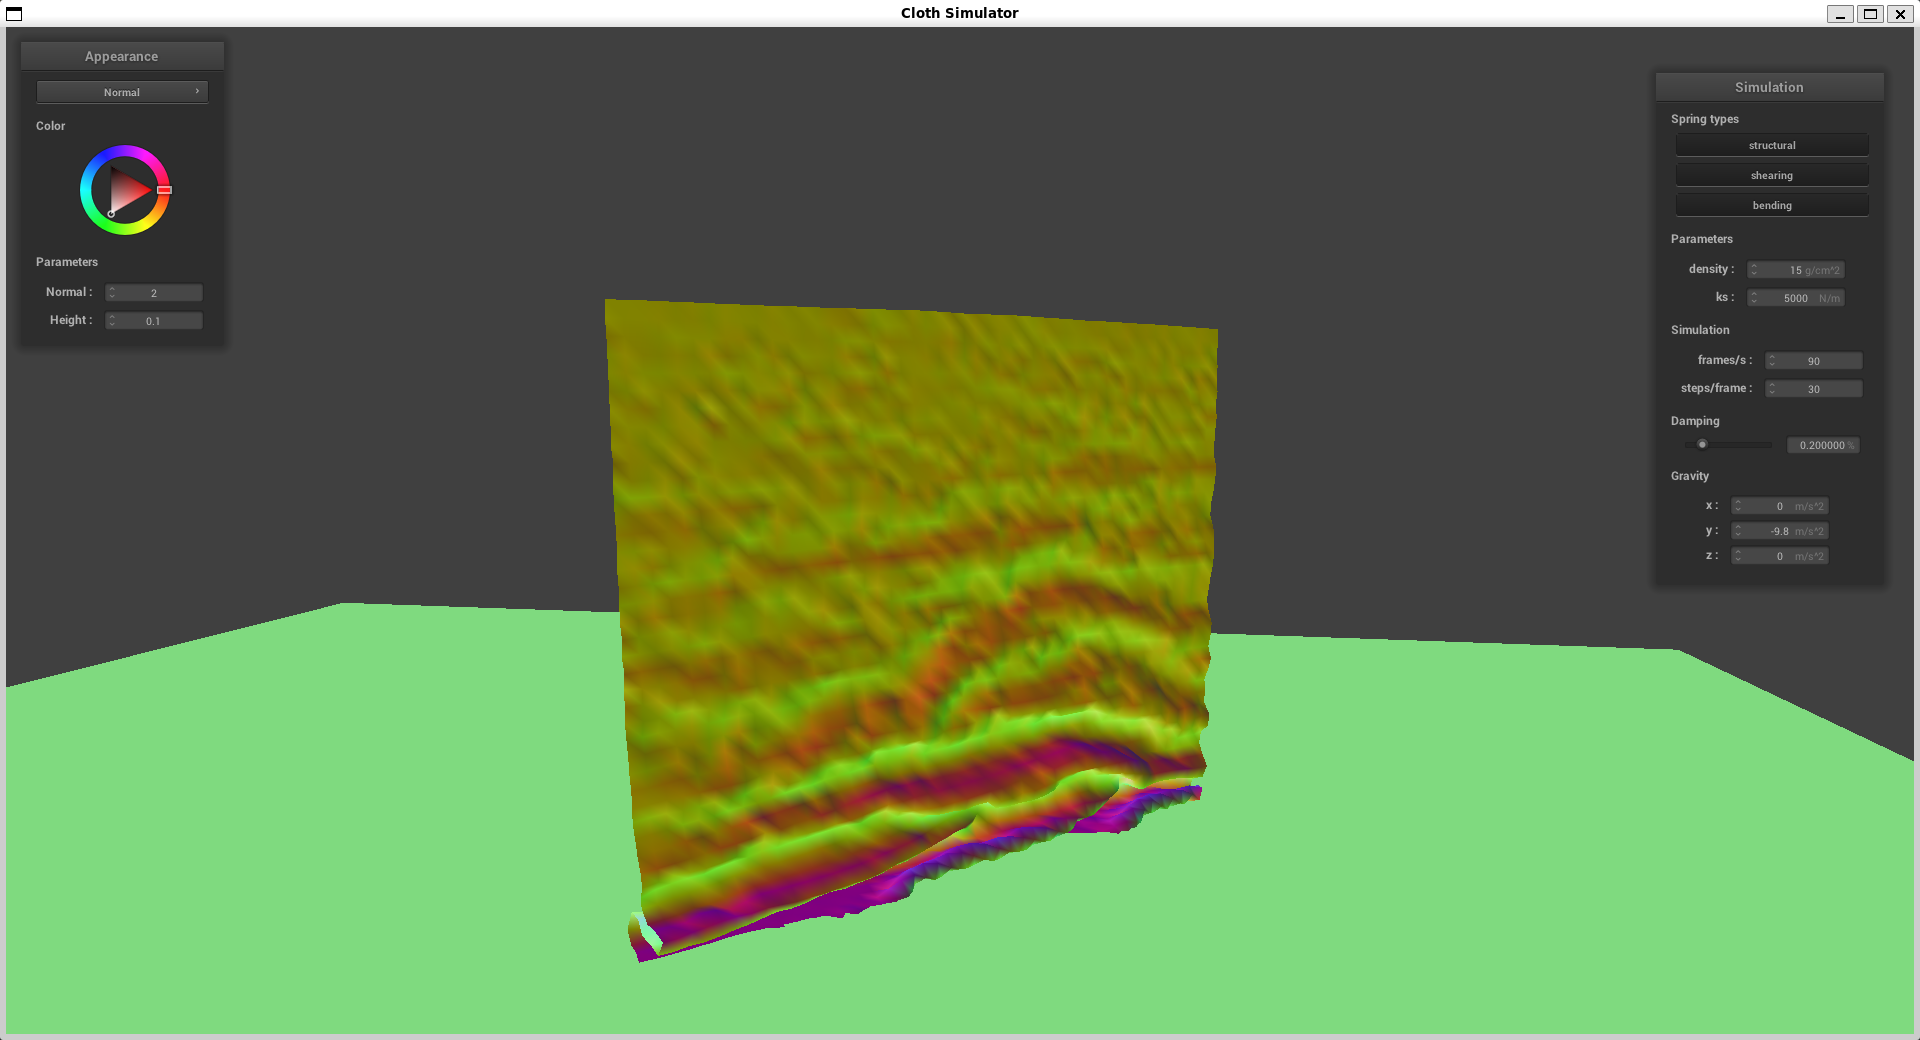 Cloth Simulator
Appearance
Normal
Color
Parameters
Normal : 2
Height : 0.1
Simulation
Spring types
structural
shearing
bending
Parameters
density : 15 g/cm^2
ks : 5000 N/m
Simulation
frames/s : 90
steps/frame : 30
Damping
0.200000 %
Gravity
x : 0 m/s^2
y : -9.8 m/s^2
z : 0 m/s^2